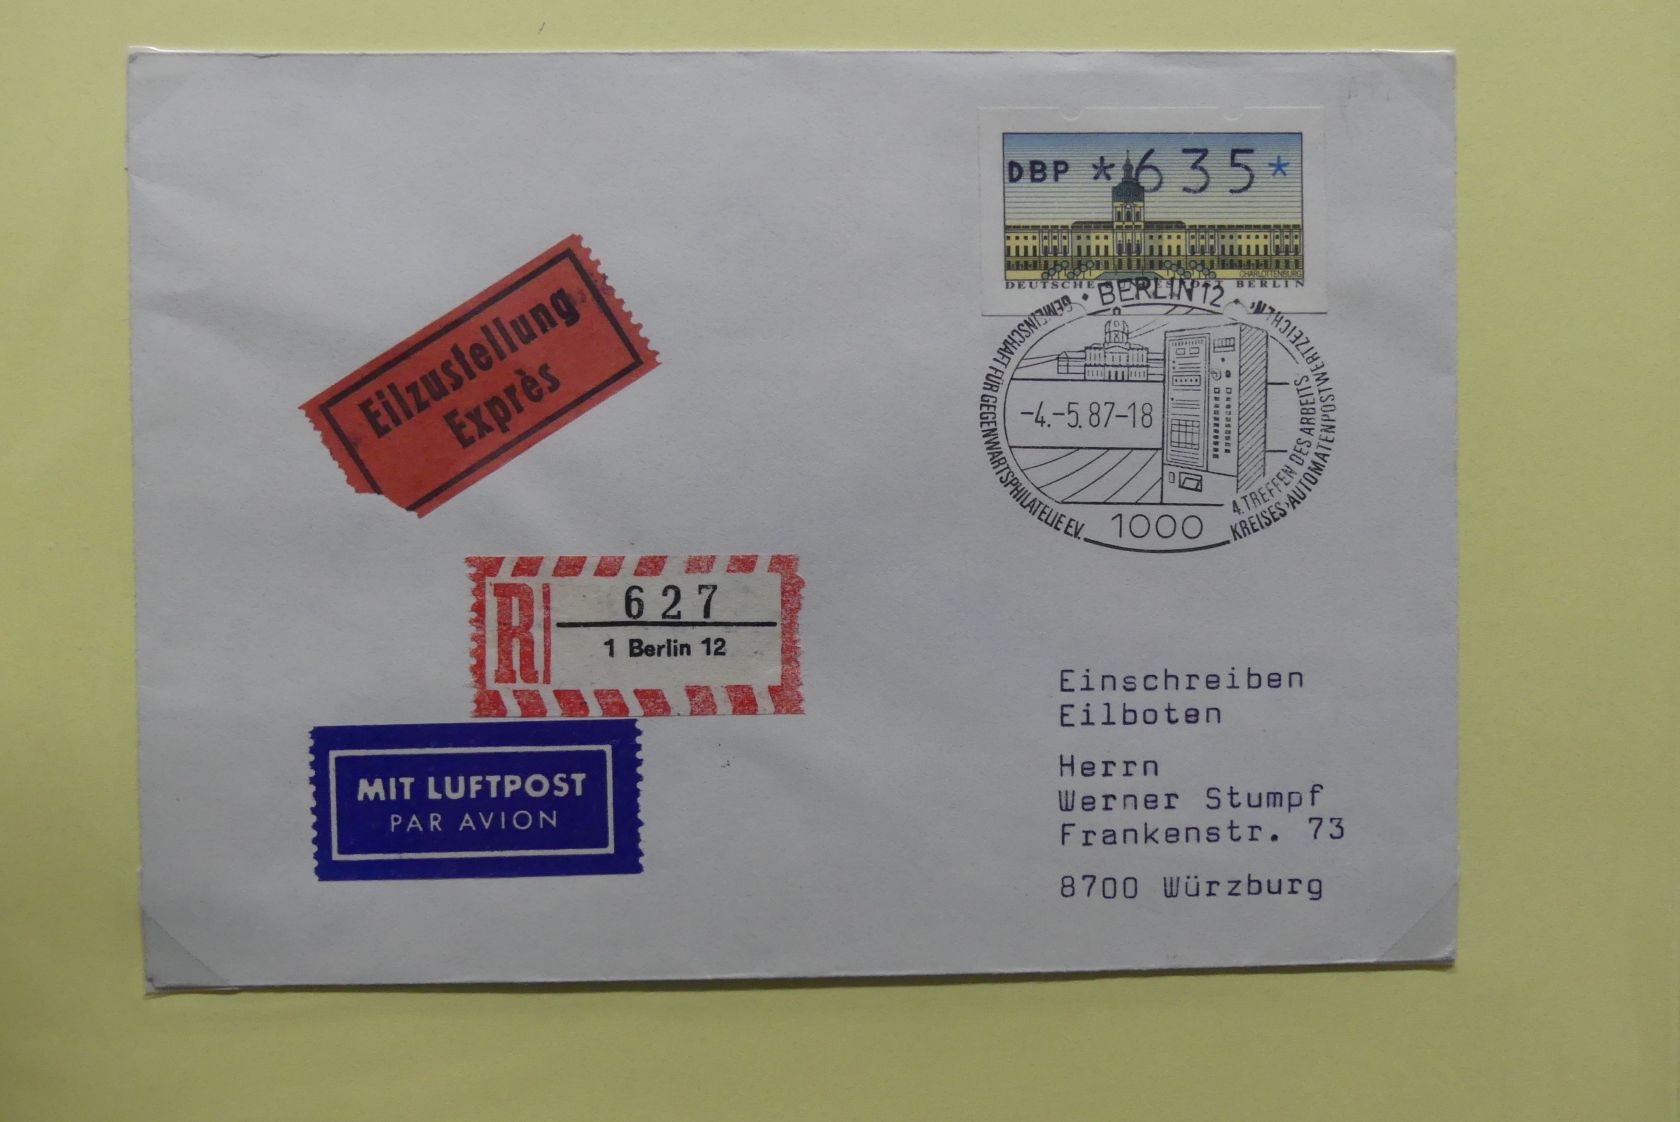 DBP *635*
CHARLOTTENBURG
DEUTSCHE BUNDESPOST BERLIN
· BERLIN 12 ·
GEMEINSCHAFT FÜR GEGENWARTSPHILATELIE E.V.
4. TREFFEN DES ARBEITS
KREISES "AUTOMATENPOSTWERTZEICHEN"
-4.-5.87-18
1000
Eilzustellung
Exprès
R
627
1 Berlin 12
MIT LUFTPOST
PAR AVION
Einschreiben
Eilboten
Herrn
Werner Stumpf
Frankenstr. 73
8700 Würzburg